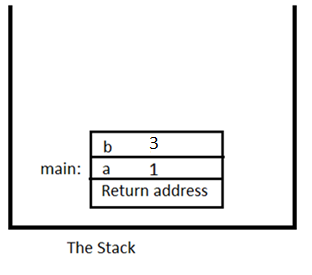 b 3
main: a 1
Return address
The Stack